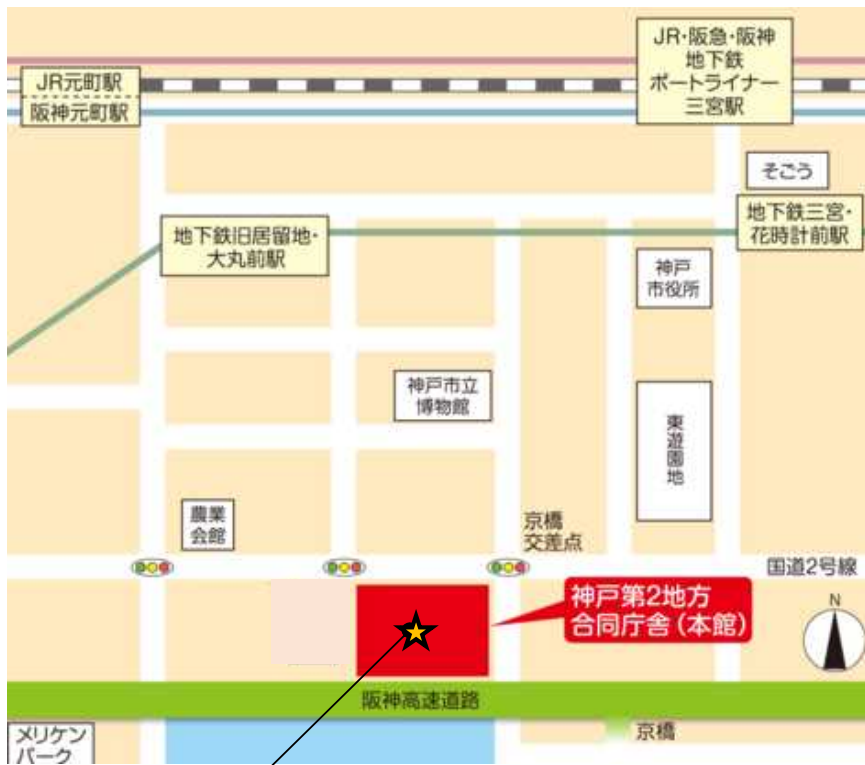 JR・阪急・阪神
地下鉄
ポートライナー
三宮駅
JR元町駅
阪神元町駅
そごう
地下鉄三宮・
花時計前駅
地下鉄旧居留地・
大丸前駅
神戸
市役所
神戸市立
博物館
東遊園地
農業
会館
京橋
交差点
国道2号線
神戸第2地方
合同庁舎(本館)
N
阪神高速道路
京橋
メリケン
パーク